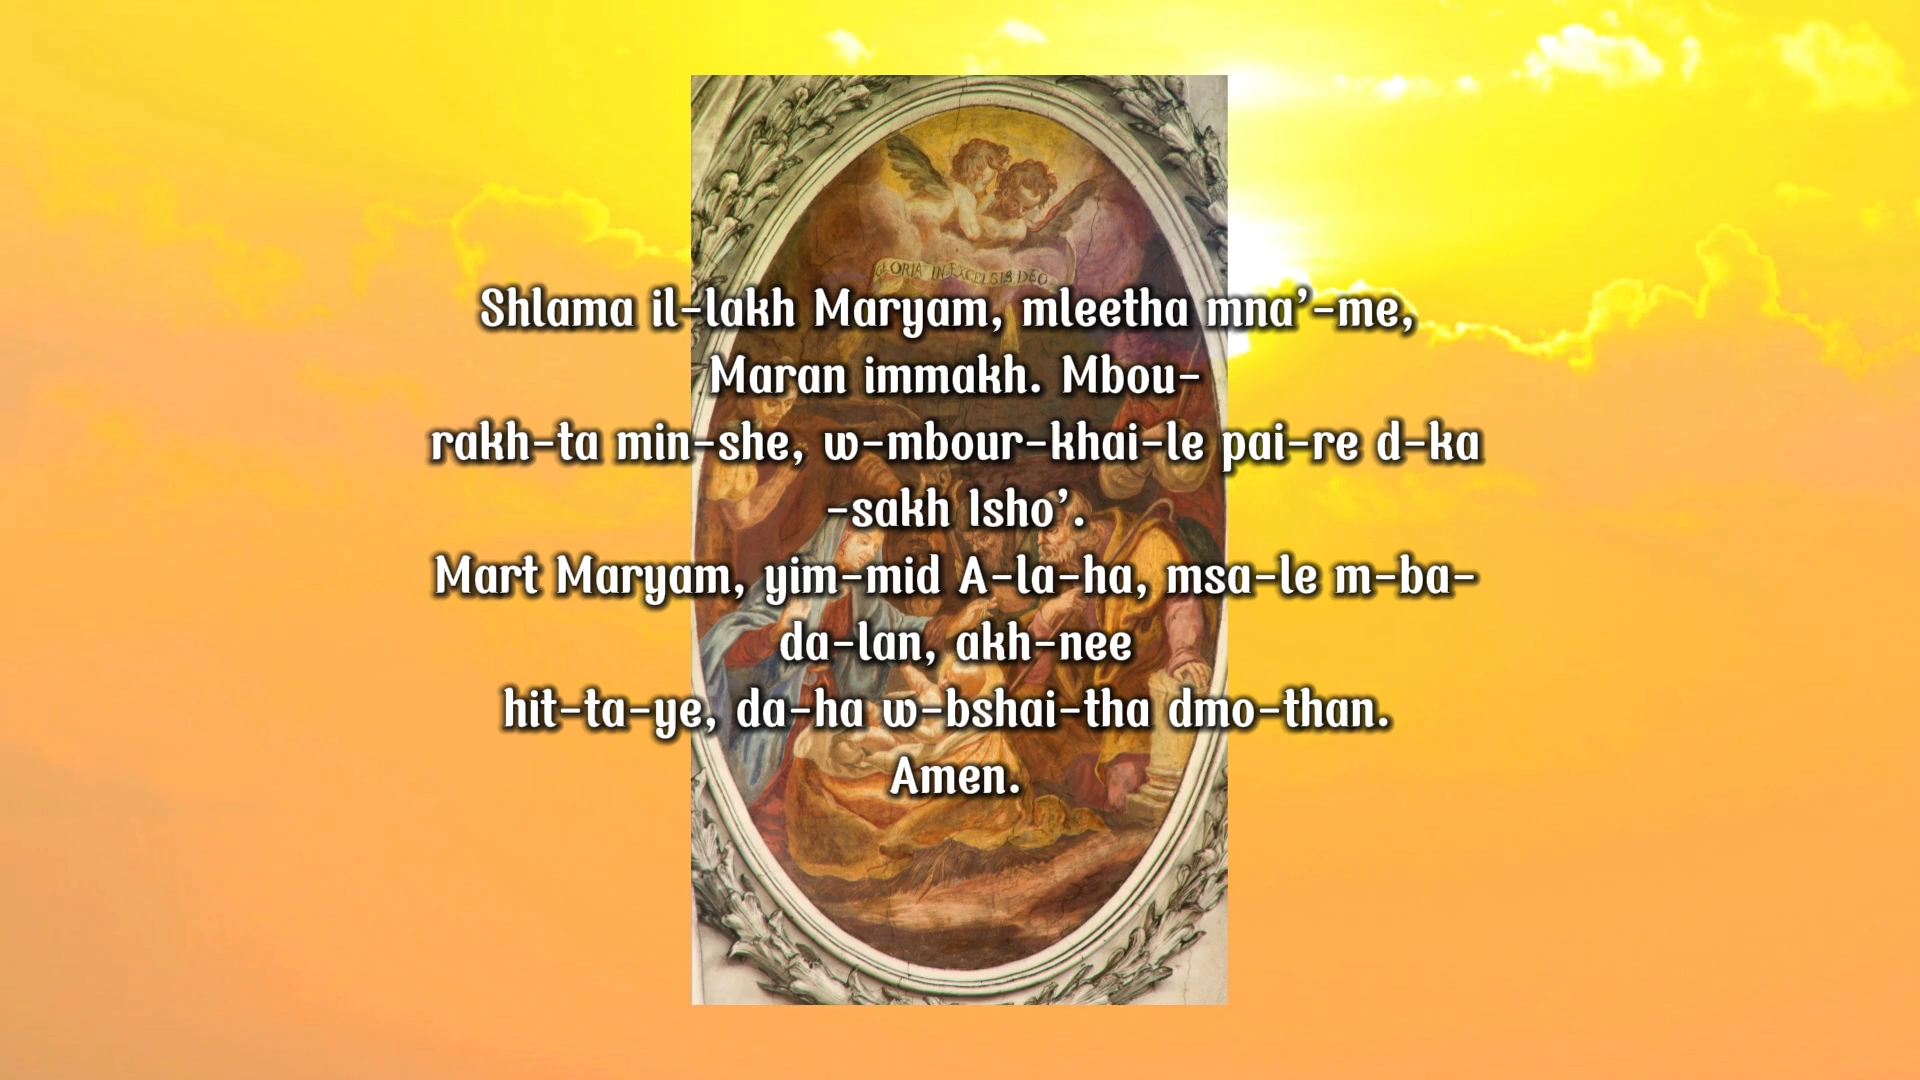 GLORIA IN EXCELSIS DEO
Shlama il-lakh Maryam, mleetha mna’-me,
Maran immakh. Mbou-
rakh-ta min-she, w-mbour-khai-le pai-re d-ka
-sakh Isho’.
Mart Maryam, yim-mid A-la-ha, msa-le m-ba-
da-lan, akh-nee
hit-ta-ye, da-ha w-bshai-tha dmo-than.
Amen.